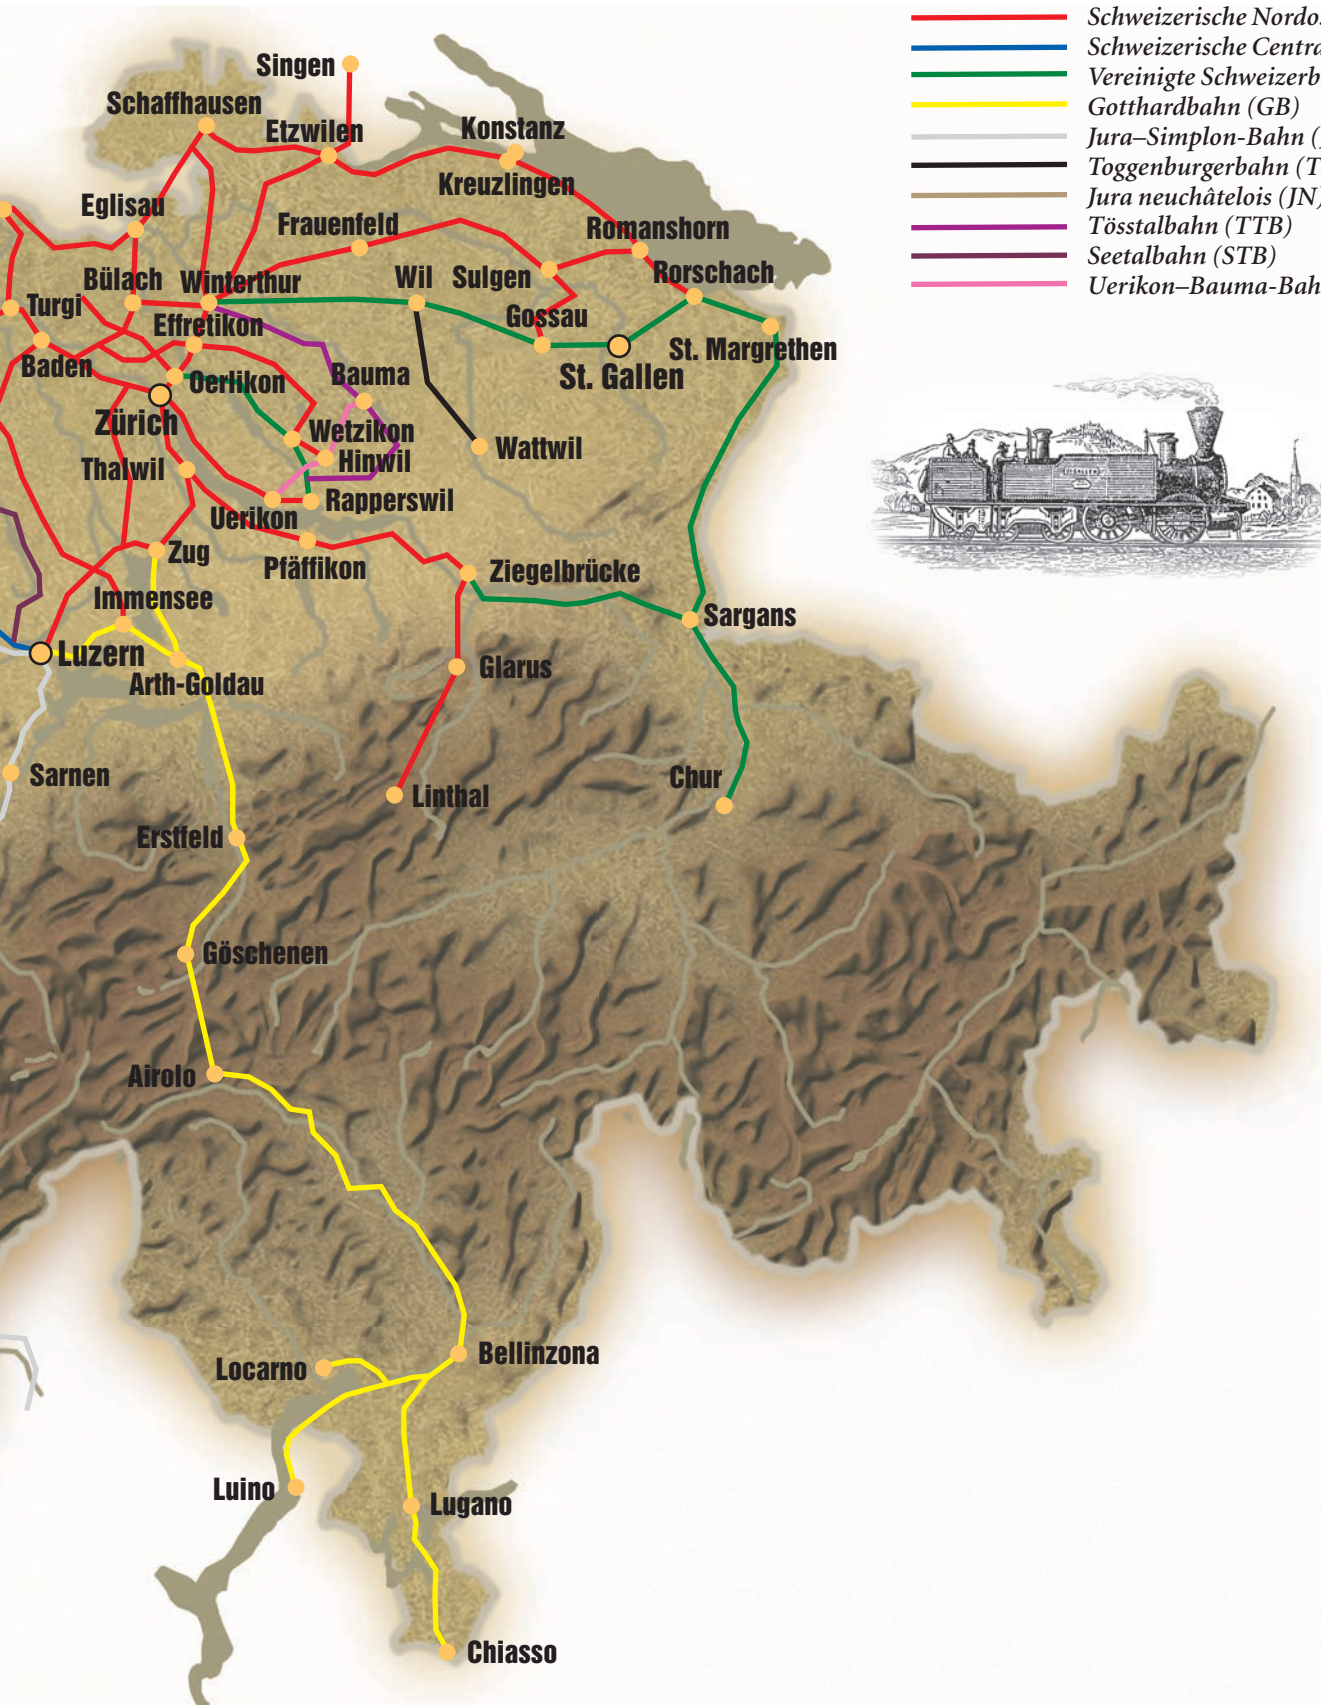 Schweizerische Nordos
Schweizerische Centra
Vereinigte Schweizerb
Gotthardbahn (GB)
Jura–Simplon-Bahn (J
Toggenburgerbahn (T
Jura neuchâtelois (JN)
Tösstalbahn (TTB)
Seetalbahn (STB)
Uerikon–Bauma-Bah
Singen
Schaffhausen
Etzwilen
Konstanz
Kreuzlingen
Eglisau
Frauenfeld
Romanshorn
Bülach
Winterthur
Wil
Sulgen
Rorschach
Turgi
Effretikon
Gossau
St. Margrethen
Baden
Oerlikon
Bauma
St. Gallen
Zürich
Wetzikon
Wattwil
Thalwil
Hinwil
Rapperswil
Uerikon
Zug
Pfäffikon
Ziegelbrücke
Immensee
Sargans
Luzern
Glarus
Arth-Goldau
Sarnen
Chur
Linthal
Erstfeld
Göschenen
Airolo
Bellinzona
Locarno
Luino
Lugano
Chiasso